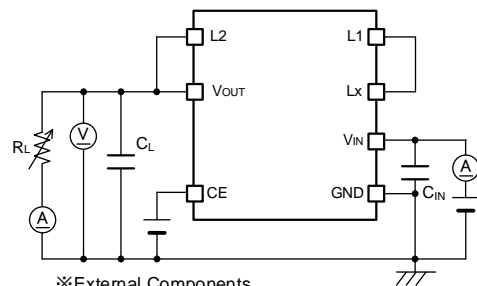 L2 L1
VOUT Lx
RL V CL VIN A
A CE GND CIN
※External Components